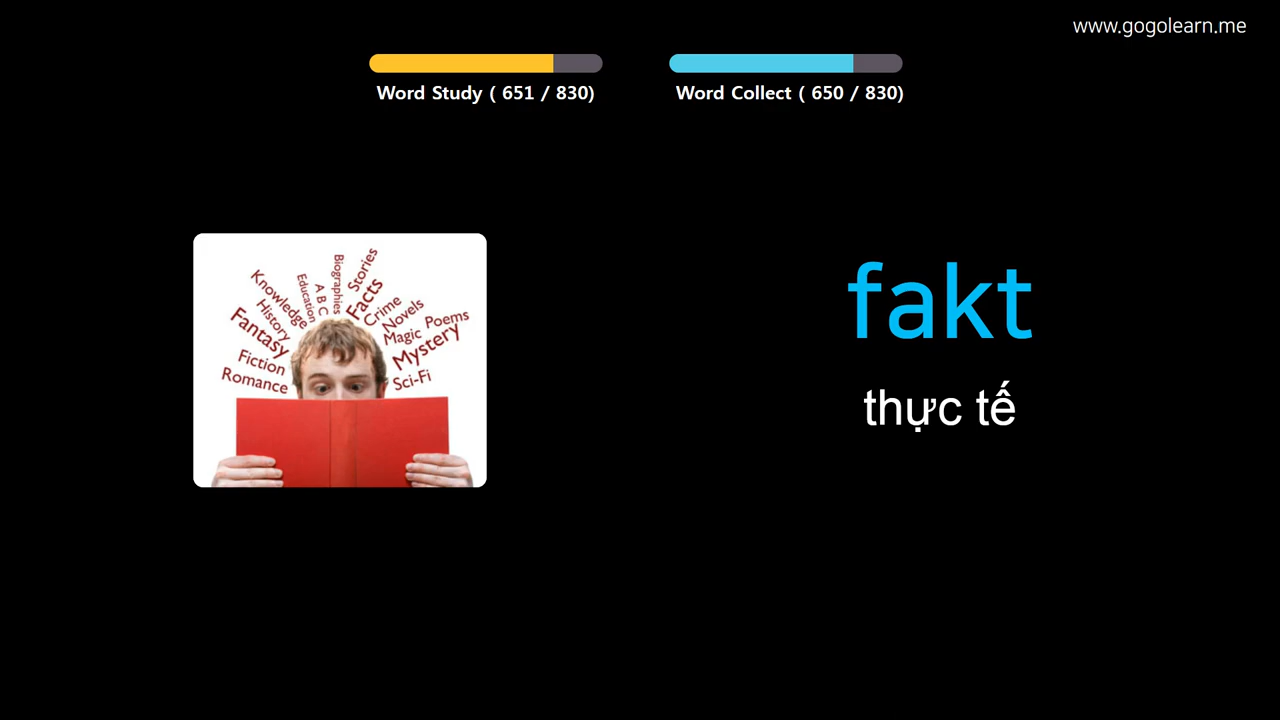 www.gogolearn.me
Word Study ( 651 / 830)
Word Collect ( 650 / 830)
Knowledge
History
Fantasy
Fiction
Romance
Education
A B C
Biographies
Stories
Facts
Crime
Novels
Magic
Poems
Mystery
Sci-Fi
fakt
thực tế